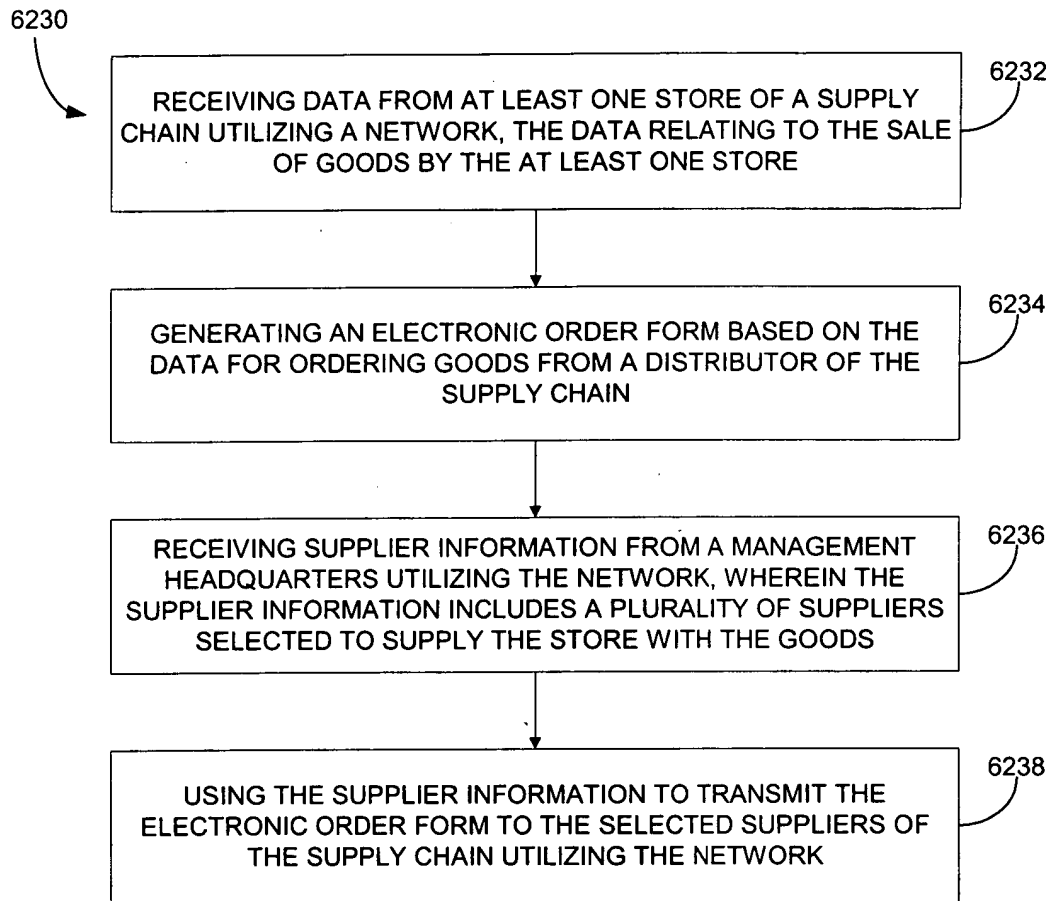 6230
6232
RECEIVING DATA FROM AT LEAST ONE STORE OF A SUPPLY
CHAIN UTILIZING A NETWORK, THE DATA RELATING TO THE SALE
OF GOODS BY THE AT LEAST ONE STORE
6234
GENERATING AN ELECTRONIC ORDER FORM BASED ON THE
DATA FOR ORDERING GOODS FROM A DISTRIBUTOR OF THE
SUPPLY CHAIN
6236
RECEIVING SUPPLIER INFORMATION FROM A MANAGEMENT
HEADQUARTERS UTILIZING THE NETWORK, WHEREIN THE
SUPPLIER INFORMATION INCLUDES A PLURALITY OF SUPPLIERS
SELECTED TO SUPPLY THE STORE WITH THE GOODS
6238
USING THE SUPPLIER INFORMATION TO TRANSMIT THE
ELECTRONIC ORDER FORM TO THE SELECTED SUPPLIERS OF
THE SUPPLY CHAIN UTILIZING THE NETWORK